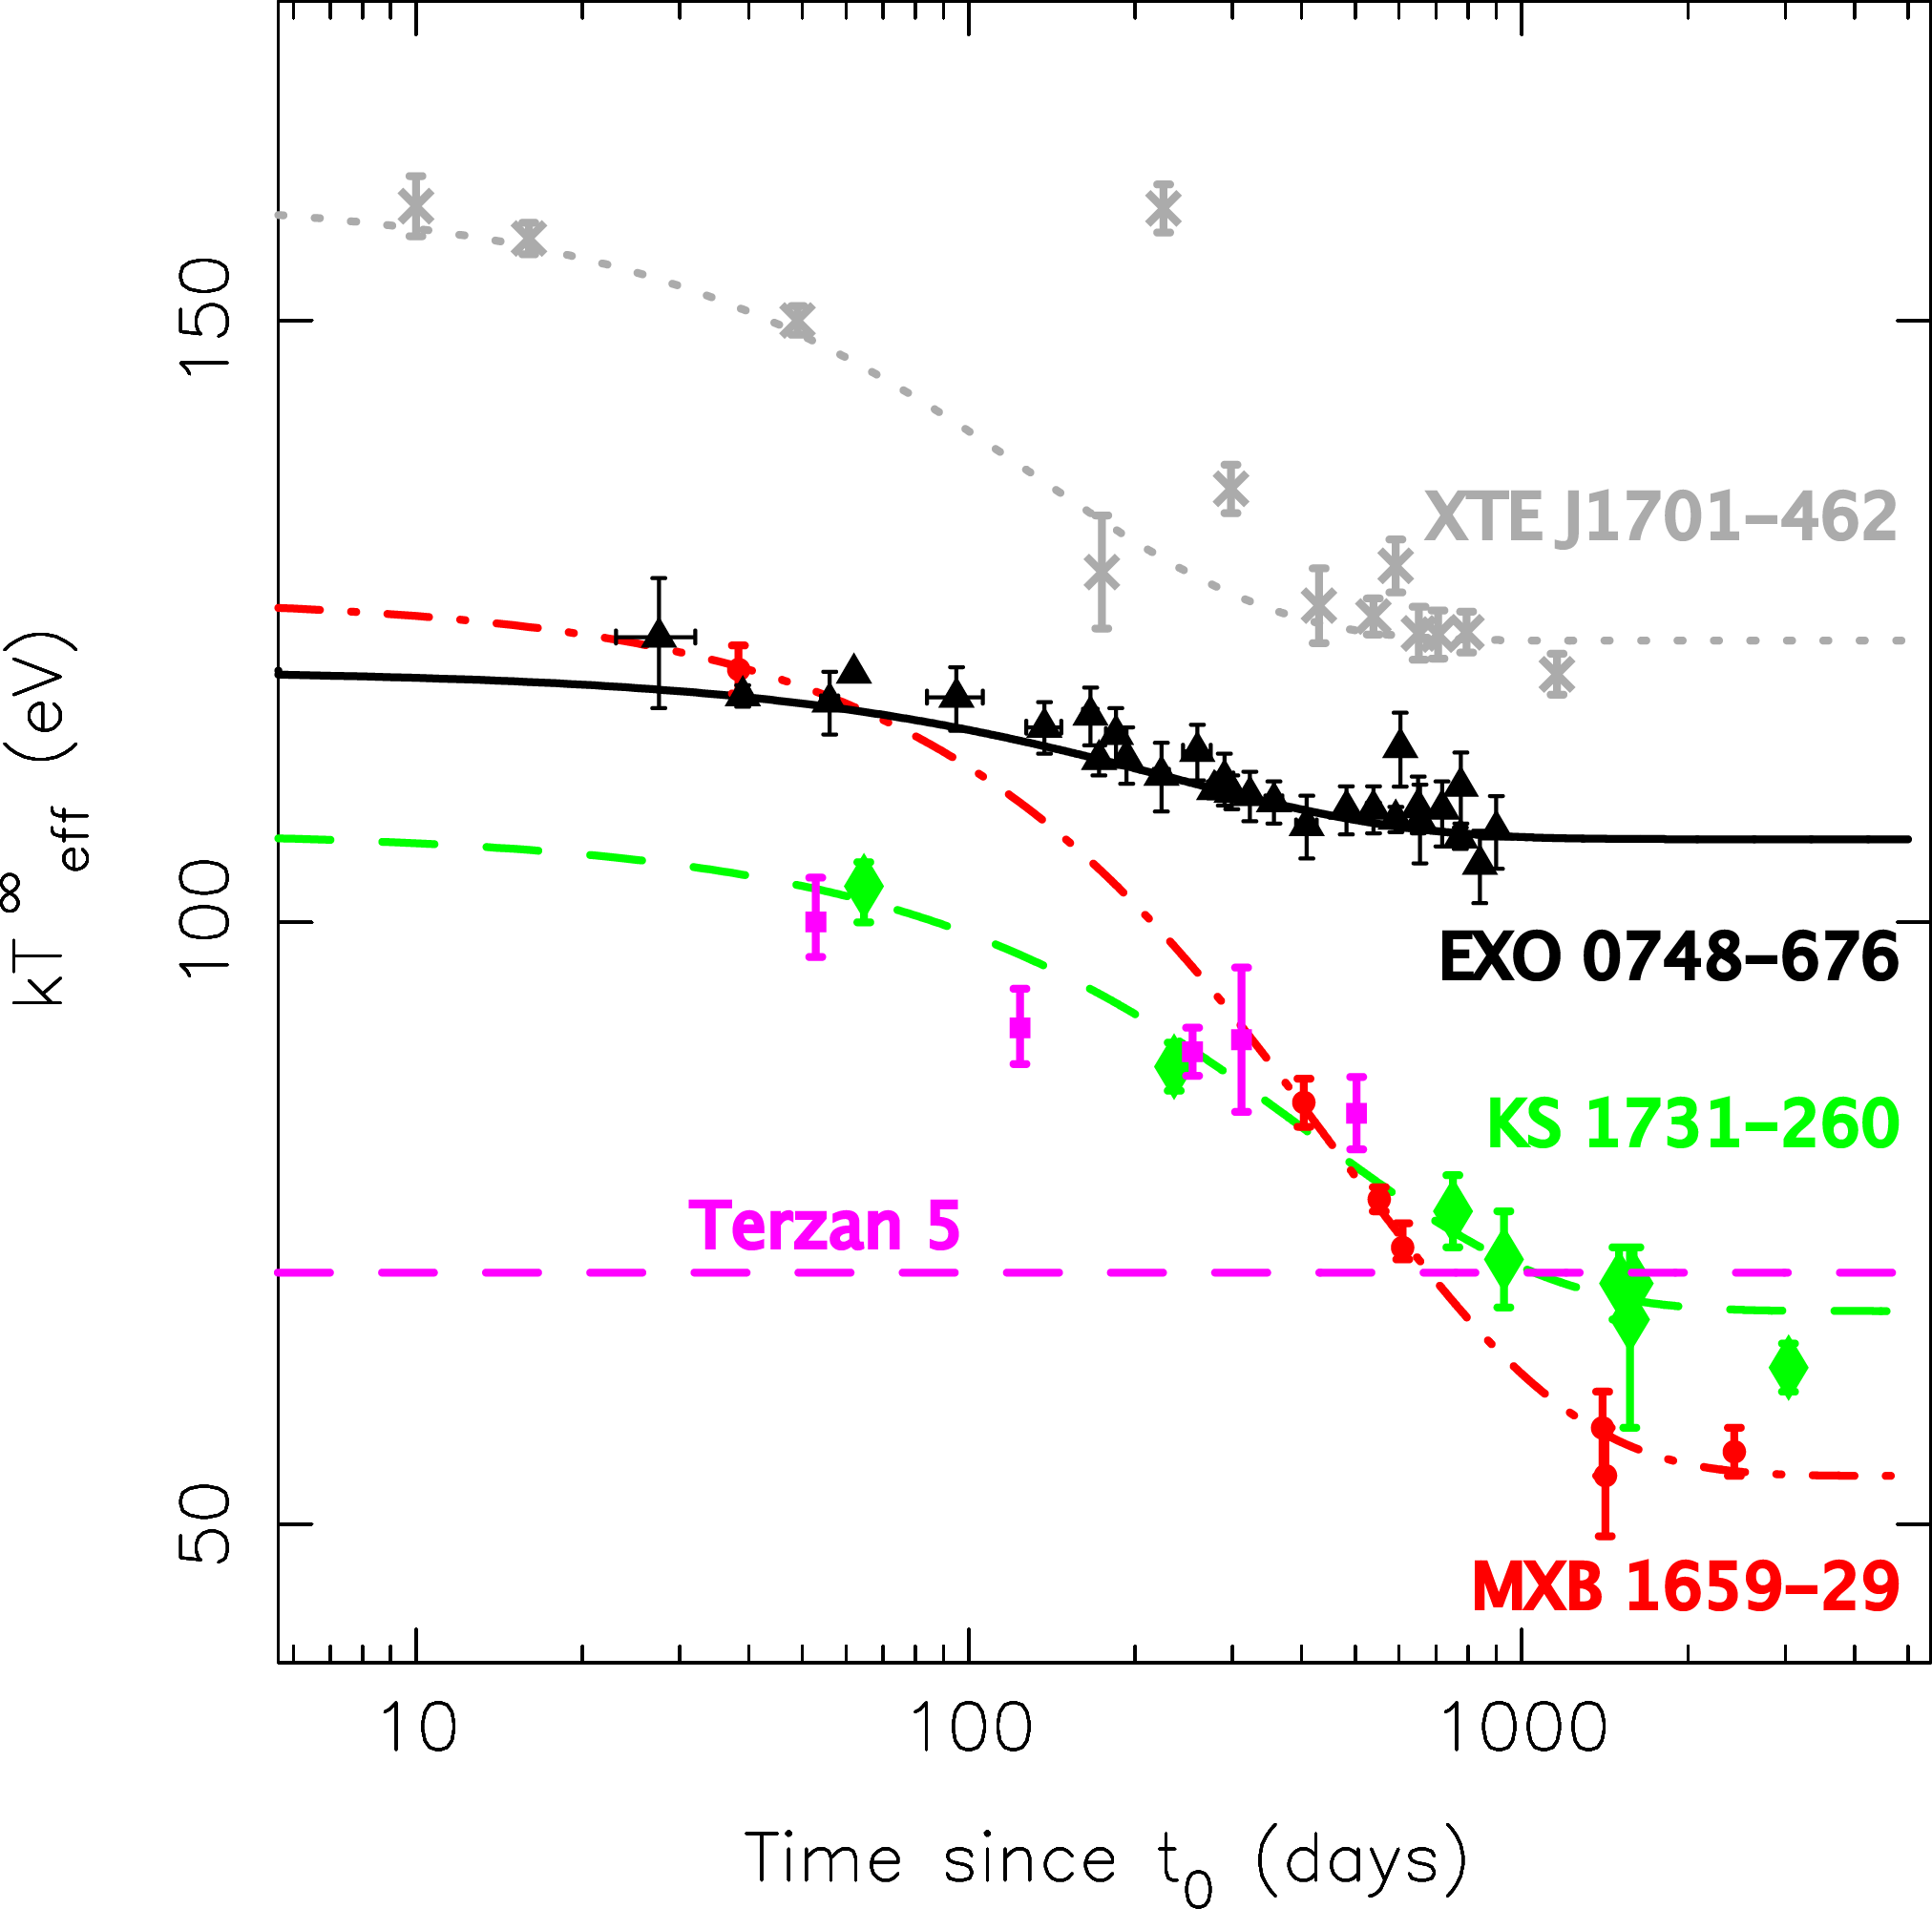 150
XTE J1701−462
kT∞eff (eV)
100
EXO 0748−676
KS 1731−260
Terzan 5
50
MXB 1659−29
10 100 1000
Time since t0 (days)